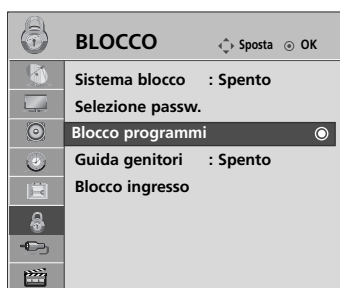 BLOCCO Sposta OK
Sistema blocco : Spento
Selezione passw.
Blocco programmi
Guida genitori : Spento
Blocco ingresso